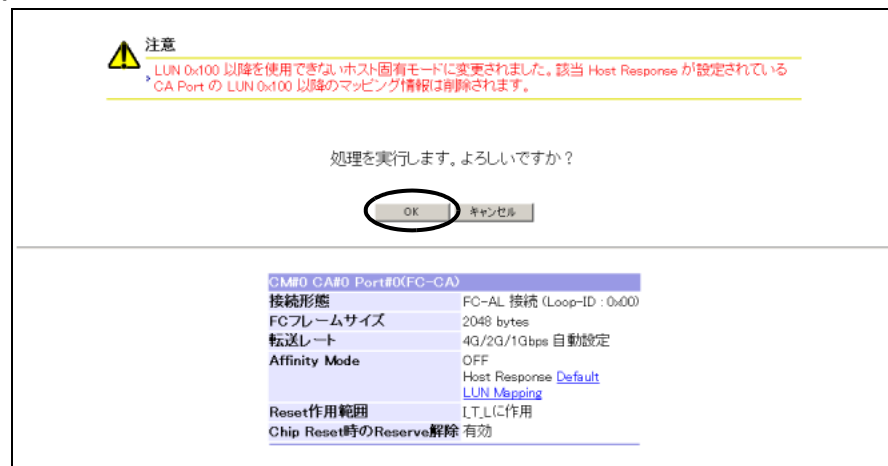 注意
LUN 0x100 以降を使用できないホスト固有モードに変更されました。該当 Host Response が設定されている
CA Port の LUN 0x100 以降のマッピング情報は削除されます。
処理を実行します。よろしいですか？
OK キャンセル
CM#0 CA#0 Port#0(FC-CA)
接続形態 FC-AL 接続 (Loop-ID : 0x00)
FCフレームサイズ 2048 bytes
転送レート 4G/2G/1Gbps 自動設定
Affinity Mode OFF
Host Response Default
LUN Mapping
Reset作用範囲 I_T_Lに作用
Chip Reset時のReserve解除 有効